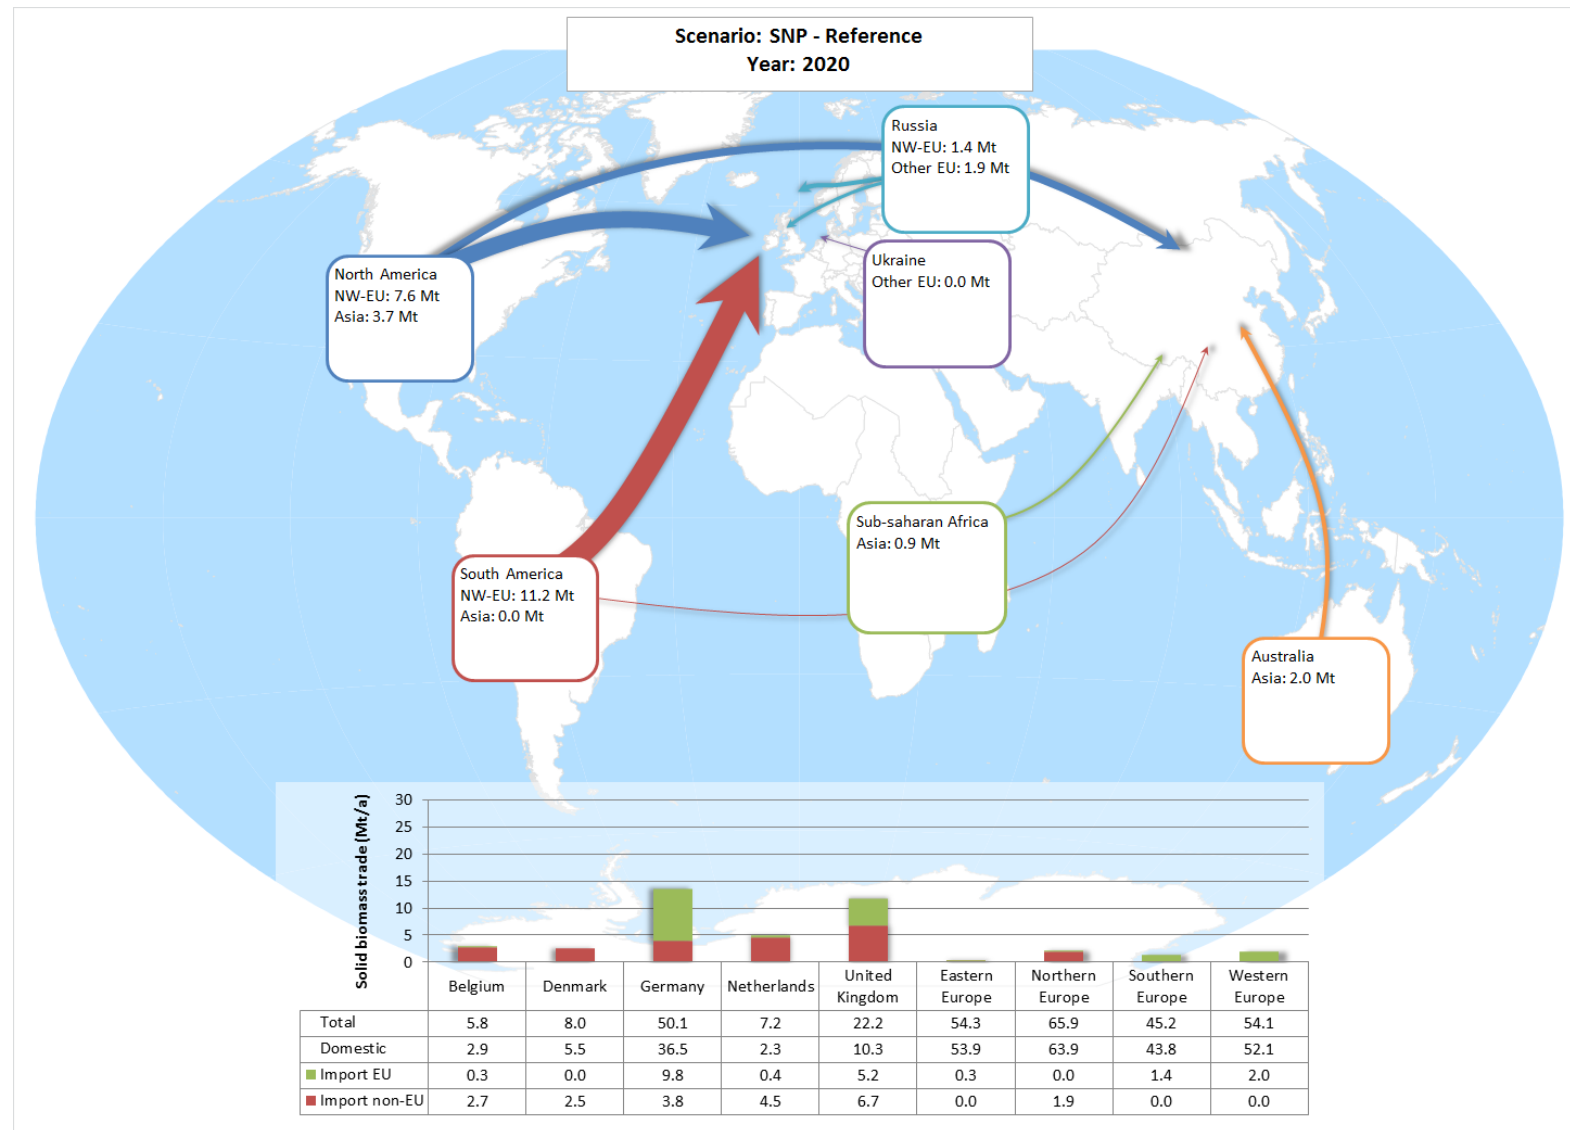 Scenario: SNP - Reference
Year: 2020
Russia
NW-EU: 1.4 Mt
Other EU: 1.9 Mt
North America
NW-EU: 7.6 Mt
Asia: 3.7 Mt
Ukraine
Other EU: 0.0 Mt
Sub-saharan Africa
Asia: 0.9 Mt
South America
NW-EU: 11.2 Mt
Asia: 0.0 Mt
Australia
Asia: 2.0 Mt
Solid biomass trade (Mt/a)
30
25
20
15
10
5
0
Belgium Denmark Germany Netherlands United Kingdom Eastern Europe Northern Europe Southern Europe Western Europe
Total 5.8 8.0 50.1 7.2 22.2 54.3 65.9 45.2 54.1
Domestic 2.9 5.5 36.5 2.3 10.3 53.9 63.9 43.8 52.1
Import EU 0.3 0.0 9.8 0.4 5.2 0.3 0.0 1.4 2.0
Import non-EU 2.7 2.5 3.8 4.5 6.7 0.0 1.9 0.0 0.0